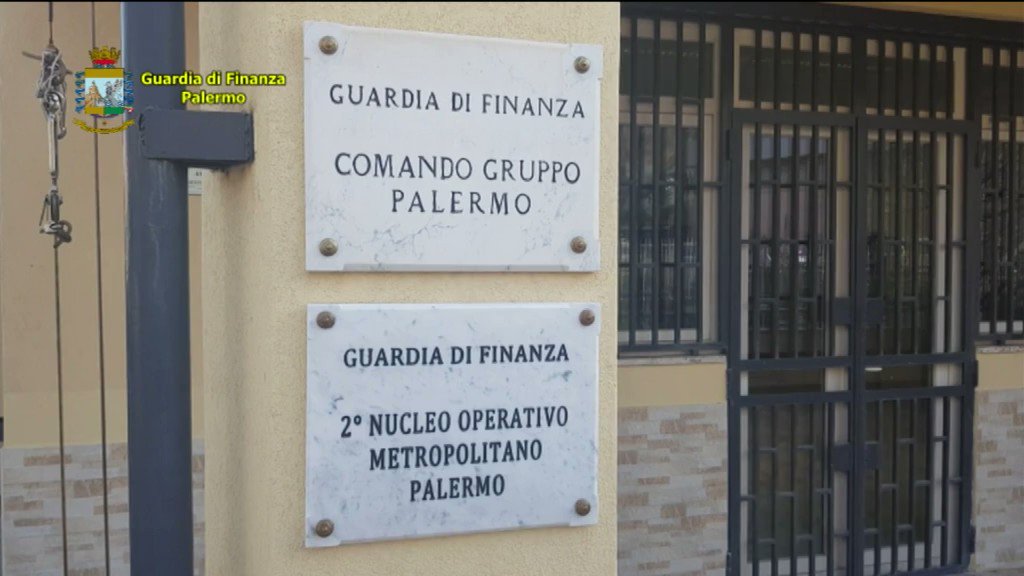 Guardia di Finanza
Palermo
GUARDIA DI FINANZA
COMANDO GRUPPO
PALERMO
GUARDIA DI FINANZA
2° NUCLEO OPERATIVO
METROPOLITANO
PALERMO